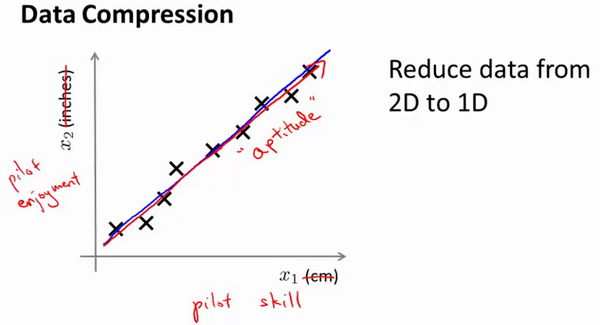 Data Compression
Reduce data from
2D to 1D
x₂ (inches)
pilot
enjoyment
"aptitude"
x₁ (cm)
pilot skill